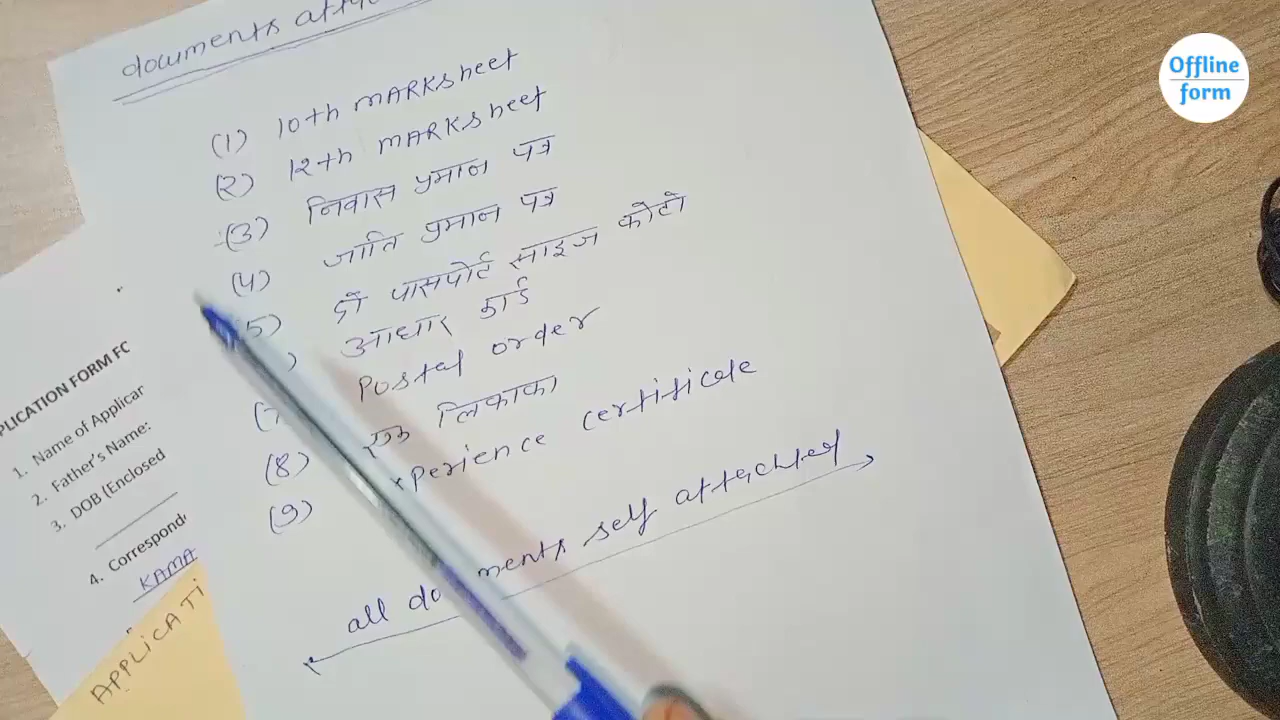 documents
(1) 10th MARKSheet
(2) 12th MARKSheet
(3) निवास प्रमान पत्र
(4) जाति प्रमान पत्र
5) दो पासपोर्ट साइज फोटो
) आधार कार्ड
(7 Postal order
(8) एक लिफाफा
(9) xperience certificate
all do ments self attached
PLICATION FORM FC
1. Name of Applicar
2. Father's Name:
3. DOB (Enclosed
4. Correspond
KAMA
APPLICATI
Offline
form